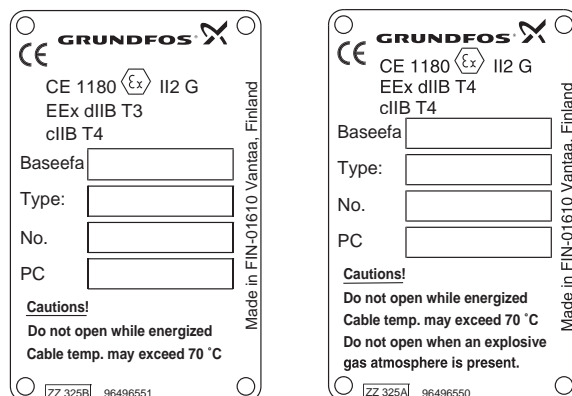 GRUNDFOS
CE
CE 1180 Ex II2 G
EEx dIIB T3
cIIB T4
Baseefa
Type:
No.
PC
Cautions!
Do not open while energized
Cable temp. may exceed 70 ˚C
ZZ 325B 96496551
Made in FIN-01610 Vantaa, Finland
GRUNDFOS
CE
CE 1180 Ex II2 G
EEx dIIB T4
cIIB T4
Baseefa
Type:
No.
PC
Cautions!
Do not open while energized
Cable temp. may exceed 70 ˚C
Do not open when an explosive
gas atmosphere is present.
ZZ 325A 96496550
Made in FIN-01610 Vantaa, Finland